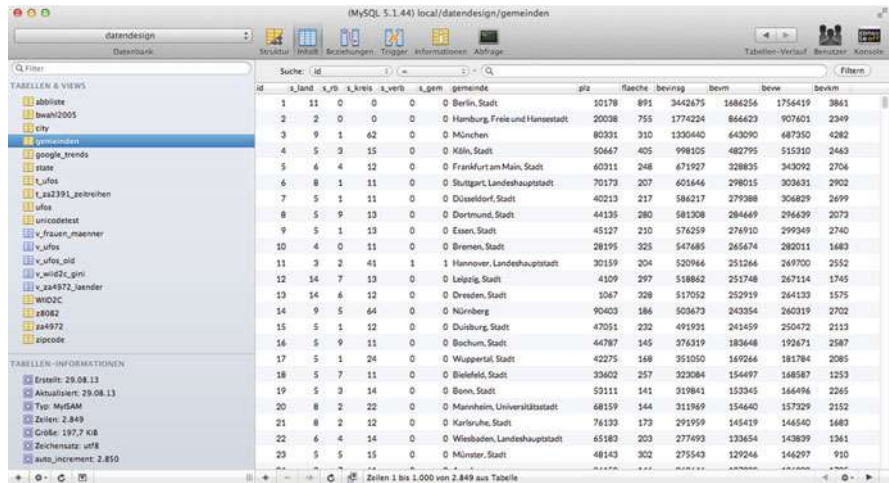 (MySQL 5.1.44) local/datendesign/gemeinden
datendesign
Datenbank
Struktur Inhalt Beziehungen Trigger Informationen Abfrage
Tabellen-Verlauf Benutzer Konsole
Filter
Suche: id =
Filtern
TABELLEN & VIEWS
abbliste
bwahl2005
city
gemeinden
google_trends
state
t_ufos
t_za2391_zeitreihen
ufos
unicodetest
v_frauen_maenner
v_ufos
v_ufos_old
v_wiid2c_gini
v_za4972_laender
WIID2C
z8082
za4972
zipcode
TABELLEN-INFORMATIONEN
Erstellt: 29.08.13
Aktualisiert: 29.08.13
Typ: MyISAM
Zeilen: 2.849
Größe: 197,7 KiB
Zeichensatz: utf8
auto_increment: 2.850
id s_land s_rb s_kreis s_verb s_gem gemeinde plz flaeche bevinsg bevm bevw bevkm
1 11 0 0 0 0 Berlin, Stadt 10178 891 3442675 1686256 1756419 3861
2 2 0 0 0 0 Hamburg, Freie und Hansestadt 20038 755 1774224 866623 907601 2349
3 9 1 62 0 0 München 80331 310 1330440 643090 687350 4282
4 5 3 15 0 0 Köln, Stadt 50667 405 998105 482795 515310 2463
5 6 4 12 0 0 Frankfurt am Main, Stadt 60311 248 671927 328835 343092 2706
6 8 1 11 0 0 Stuttgart, Landeshauptstadt 70173 207 601646 298015 303631 2902
7 5 1 11 0 0 Düsseldorf, Stadt 40213 217 586217 279388 306829 2699
8 5 9 13 0 0 Dortmund, Stadt 44135 280 581308 284669 296639 2073
9 5 1 13 0 0 Essen, Stadt 45127 210 576259 276910 299349 2740
10 4 0 11 0 0 Bremen, Stadt 28195 325 547685 265674 282011 1683
11 3 2 41 1 1 Hannover, Landeshauptstadt 30159 204 520966 251266 269700 2552
12 14 7 13 0 0 Leipzig, Stadt 4109 297 518862 251748 267114 1745
13 14 6 12 0 0 Dresden, Stadt 1067 328 517052 252919 264133 1575
14 9 5 64 0 0 Nürnberg 90403 186 503673 243354 260319 2702
15 5 1 12 0 0 Duisburg, Stadt 47051 232 491931 241459 250472 2113
16 5 9 11 0 0 Bochum, Stadt 44787 145 376319 183648 192671 2587
17 5 1 24 0 0 Wuppertal, Stadt 42275 168 351050 169266 181784 2085
18 5 7 11 0 0 Bielefeld, Stadt 33602 257 323084 154497 168587 1253
19 5 3 14 0 0 Bonn, Stadt 53111 141 319841 153345 166496 2265
20 8 2 22 0 0 Mannheim, Universitätsstadt 68159 144 311969 154640 157329 2152
21 8 2 12 0 0 Karlsruhe, Stadt 76133 173 291959 145419 146540 1683
22 6 4 14 0 0 Wiesbaden, Landeshauptstadt 65183 203 277493 133654 143839 1361
23 5 5 15 0 0 Münster, Stadt 48143 302 275543 129246 146297 910
Zeilen 1 bis 1.000 von 2.849 aus Tabelle